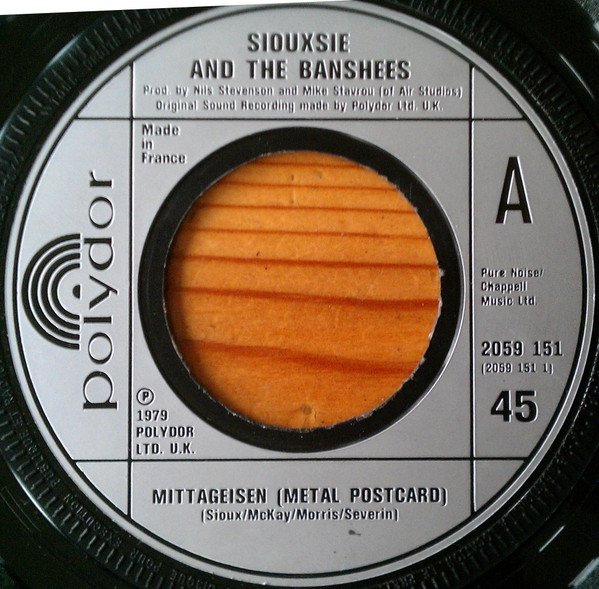 SIOUXSIE
AND THE BANSHEES
Prod. by Nils Stevenson and Mike Stavrou (of Air Studios)
Original Sound Recording made by Polydor Ltd. U.K.
Made
in
France
polydor
A
Pure Noise/
Chappell
Music Ltd.
2059 151
(2059 151 1)
45
℗
1979
POLYDOR
LTD. U.K.
MITTAGEISEN (METAL POSTCARD)
(Sioux/McKay/Morris/Severin)